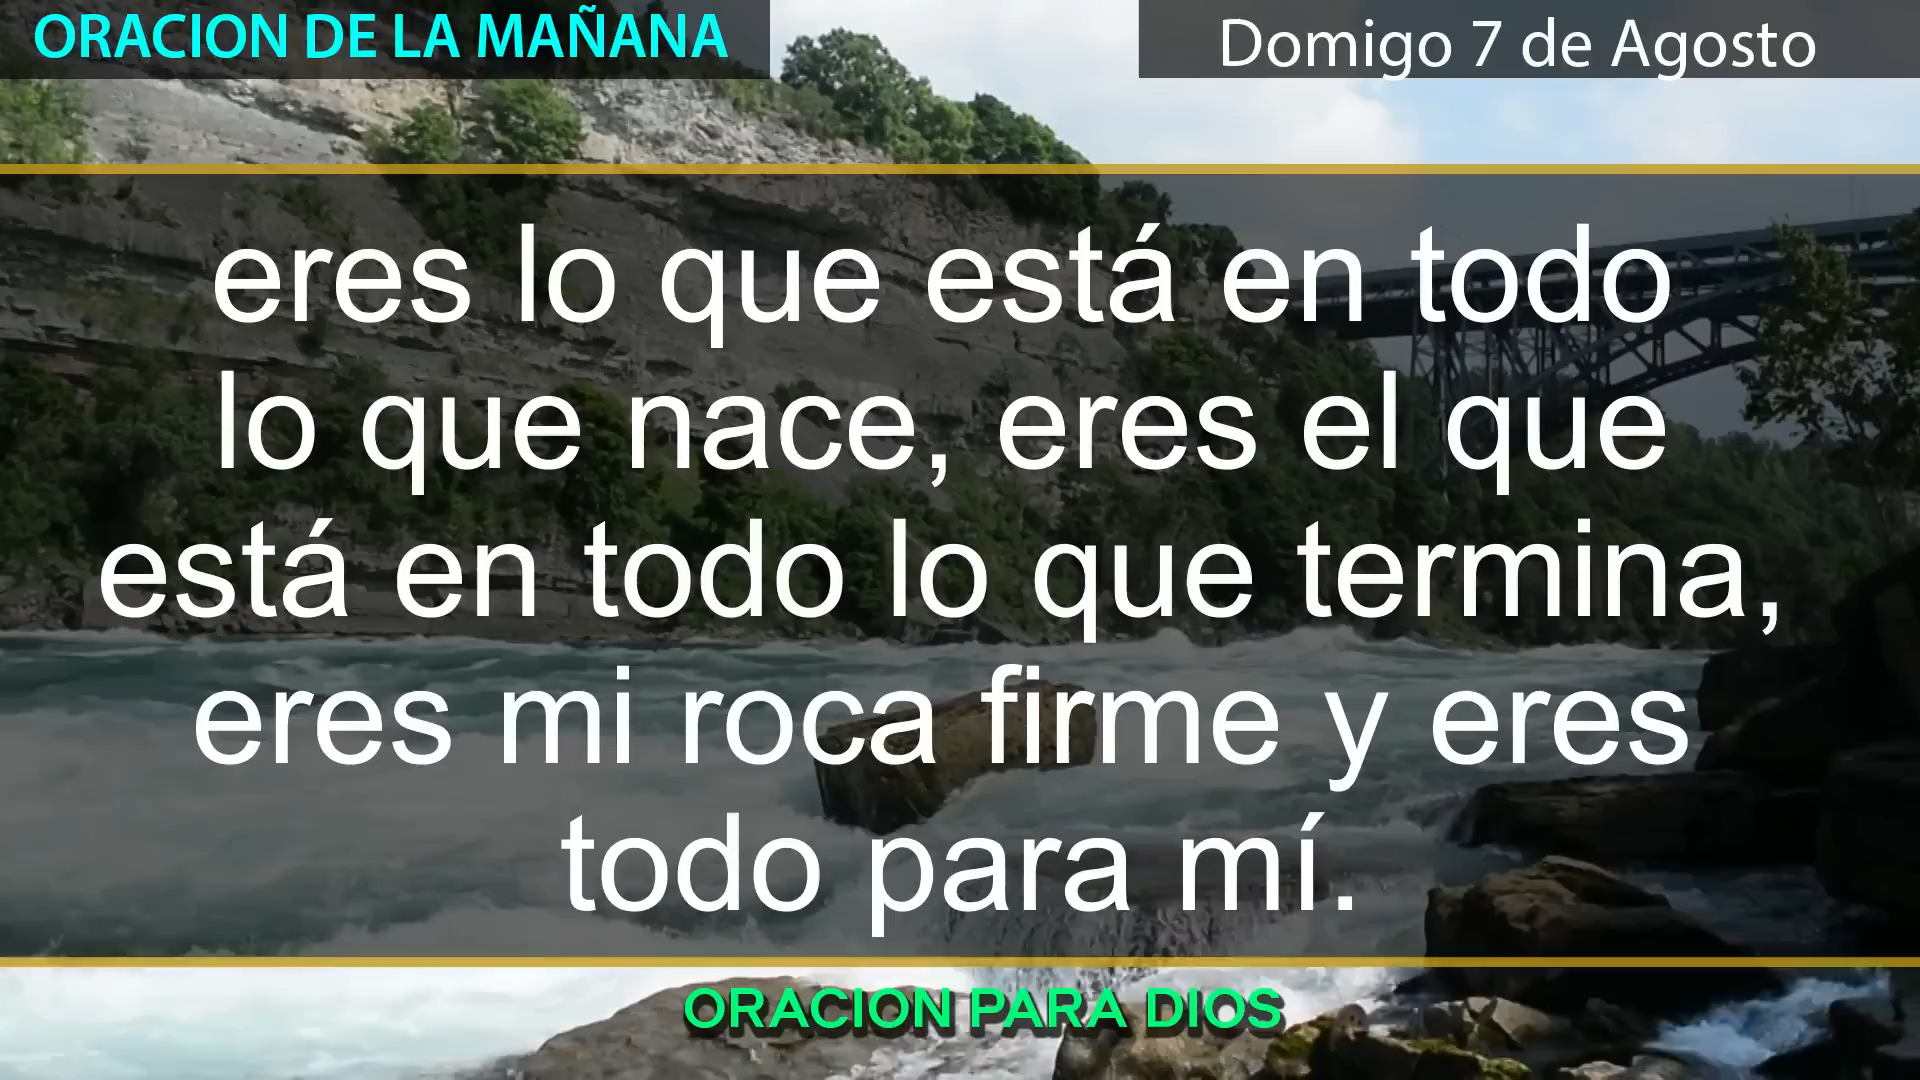 ORACION DE LA MAÑANA
Domigo 7 de Agosto
eres lo que está en todo
lo que nace, eres el que
está en todo lo que termina,
eres mi roca firme y eres
todo para mí.
ORACION PARA DIOS